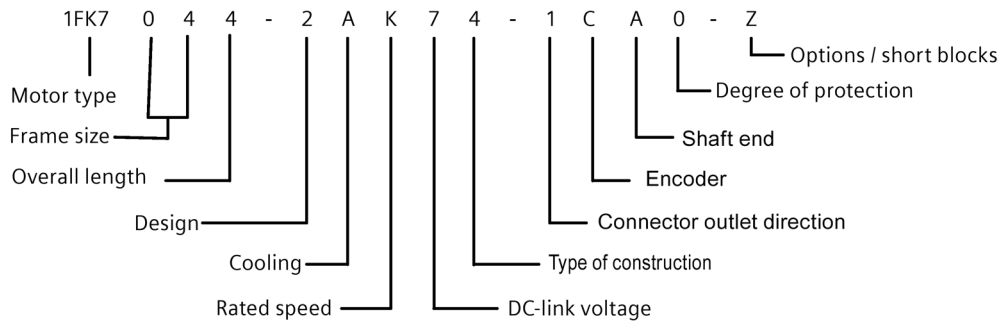 1FK7 0 4 4 - 2 A K 7 4 - 1 C A 0 - Z
Options / short blocks
Motor type
Degree of protection
Frame size
Shaft end
Overall length
Encoder
Design
Connector outlet direction
Cooling
Type of construction
Rated speed
DC-link voltage